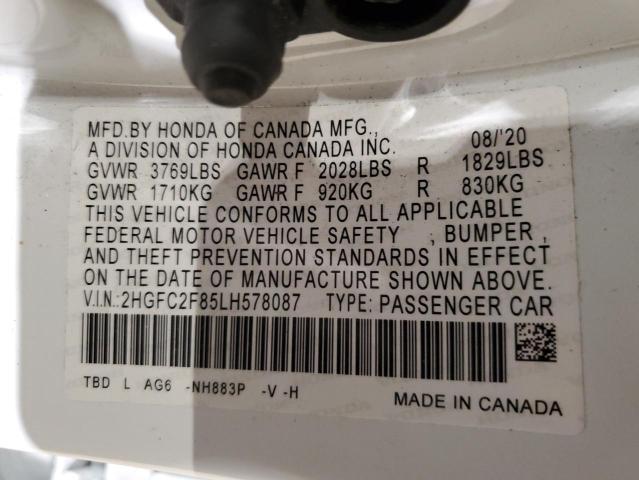 MFD.BY HONDA OF CANADA MFG., 08/'20
A DIVISION OF HONDA CANADA INC.
GVWR 3769LBS GAWR F 2028LBS R 1829LBS
GVWR 1710KG GAWR F 920KG R 830KG
THIS VEHICLE CONFORMS TO ALL APPLICABLE
FEDERAL MOTOR VEHICLE SAFETY , BUMPER ,
AND THEFT PREVENTION STANDARDS IN EFFECT
ON THE DATE OF MANUFACTURE SHOWN ABOVE.
V.I.N.:2HGFC2F85LH578087 TYPE: PASSENGER CAR
TBD L AG6 -NH883P -V -H
MADE IN CANADA